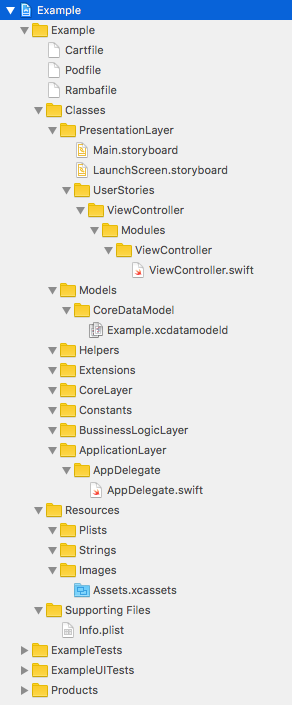 Example
Example
Cartfile
Podfile
Rambafile
Classes
PresentationLayer
Main.storyboard
LaunchScreen.storyboard
UserStories
ViewController
Modules
ViewController
ViewController.swift
Models
CoreDataModel
Example.xcdatamodeld
Helpers
Extensions
CoreLayer
Constants
BussinessLogicLayer
ApplicationLayer
AppDelegate
AppDelegate.swift
Resources
Plists
Strings
Images
Assets.xcassets
Supporting Files
Info.plist
ExampleTests
ExampleUITests
Products